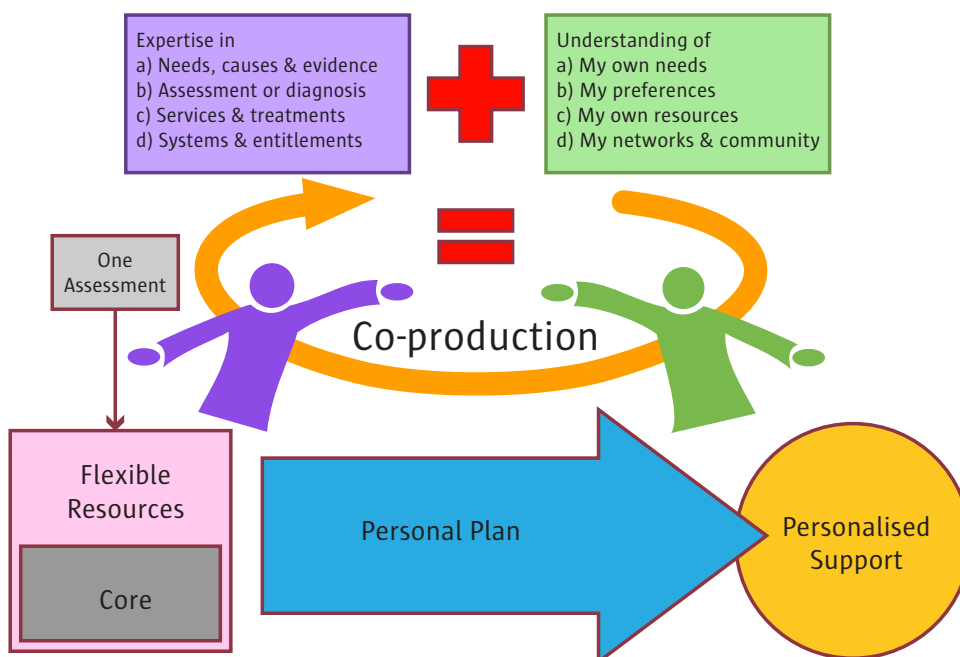 Expertise in
a) Needs, causes & evidence
b) Assessment or diagnosis
c) Services & treatments
d) Systems & entitlements
Understanding of
a) My own needs
b) My preferences
c) My own resources
d) My networks & community
One
Assessment
Co-production
Flexible
Resources
Core
Personal Plan
Personalised
Support